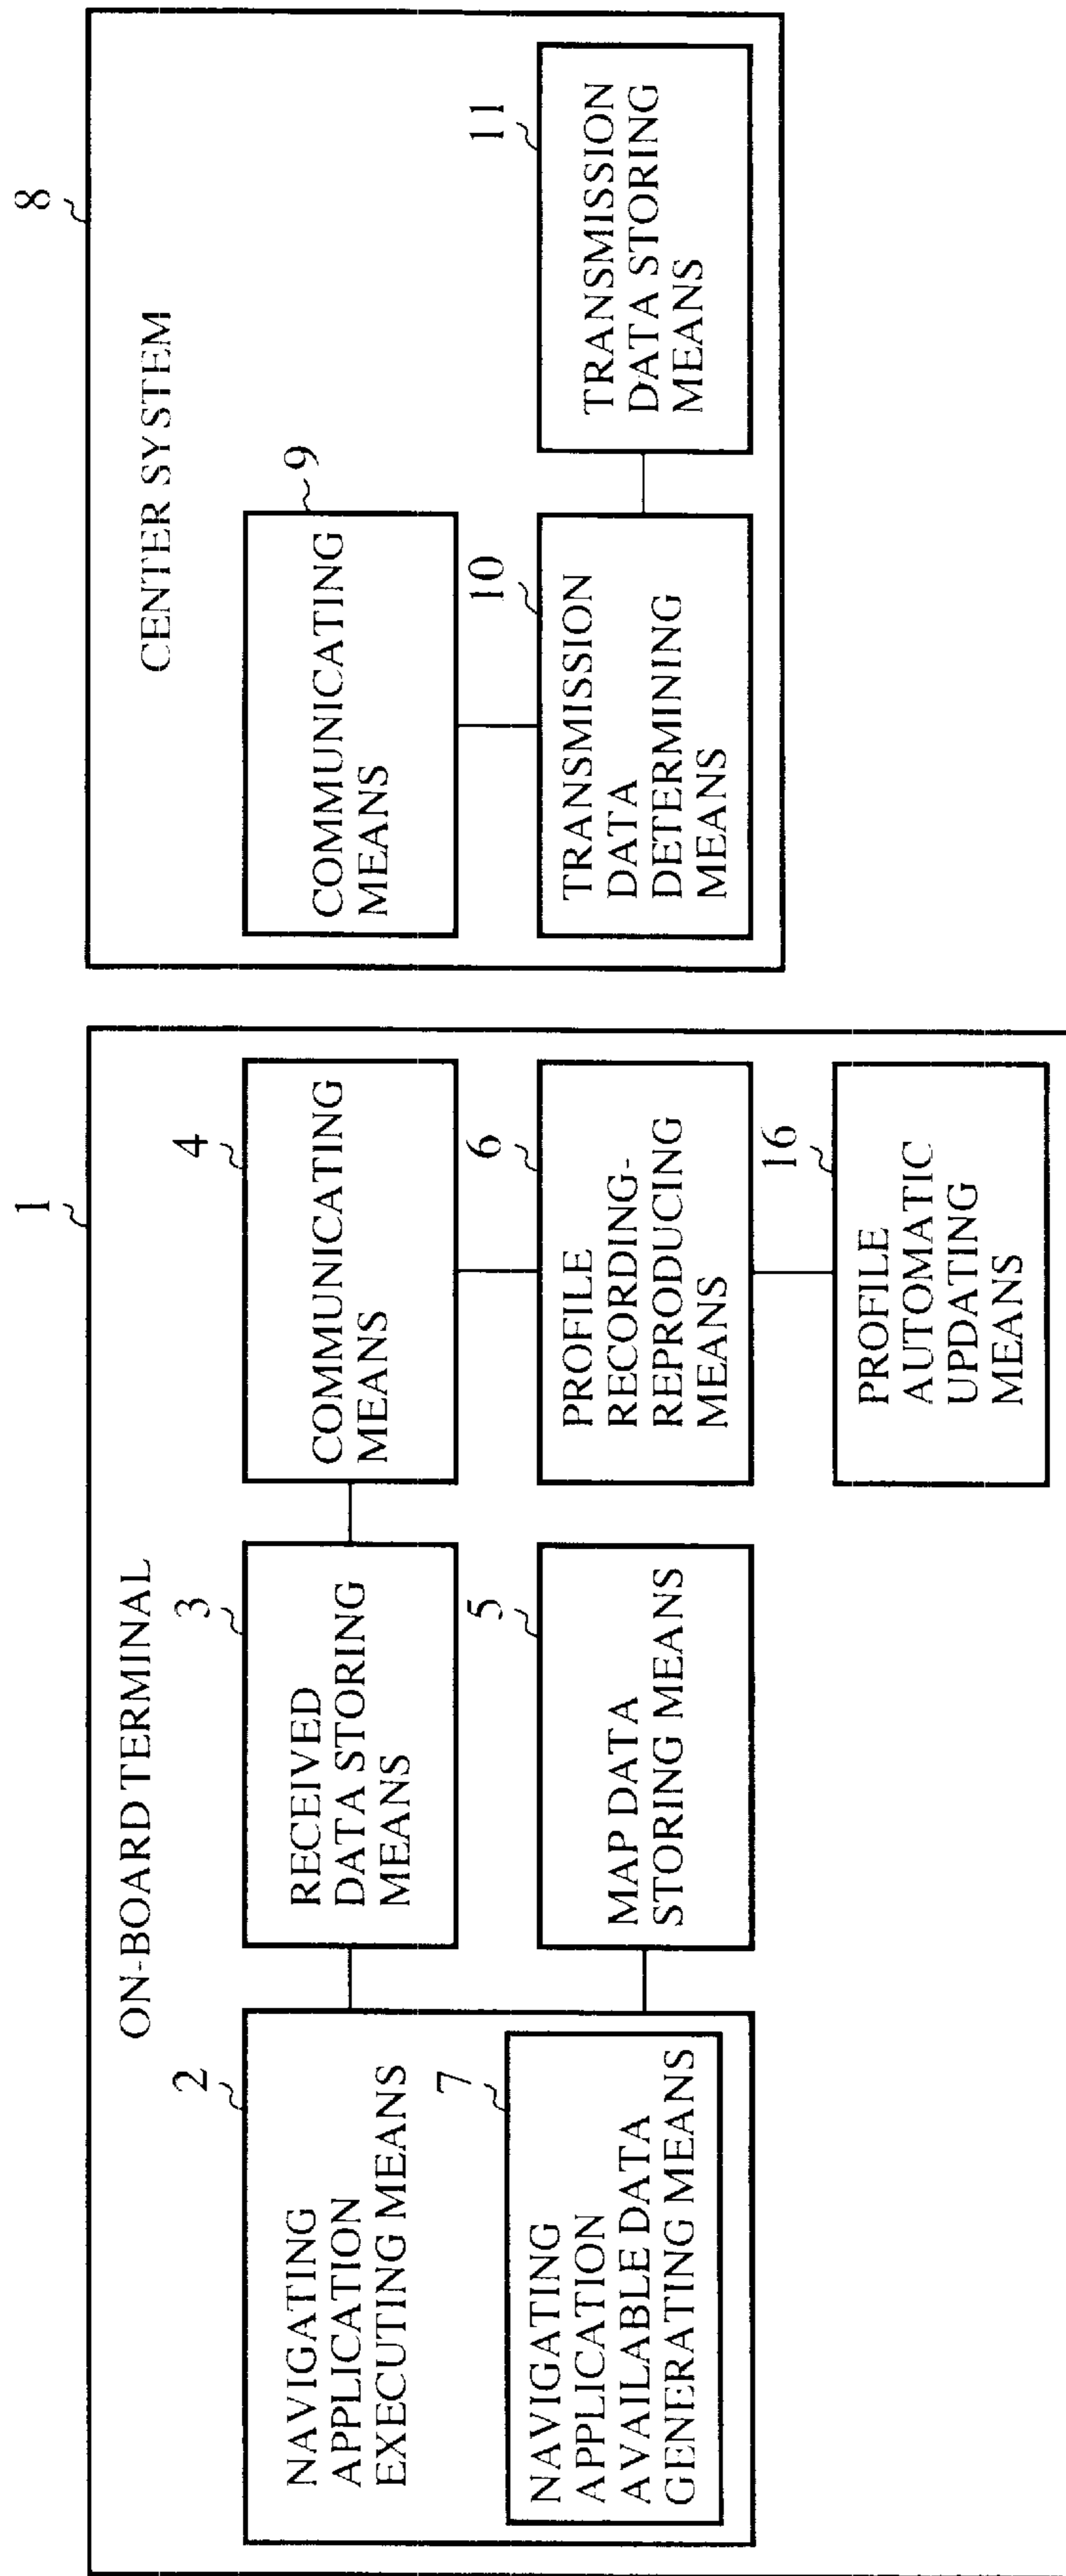 1
ON-BOARD TERMINAL
2
NAVIGATING
APPLICATION
EXECUTING MEANS
7
NAVIGATING
APPLICATION
AVAILABLE DATA
GENERATING MEANS
3
RECEIVED
DATA STORING
MEANS
5
MAP DATA
STORING MEANS
4
COMMUNICATING
MEANS
6
PROFILE
RECORDING-
REPRODUCING
MEANS
16
PROFILE
AUTOMATIC
UPDATING
MEANS
8
CENTER SYSTEM
9
COMMUNICATING
MEANS
10
TRANSMISSION
DATA
DETERMINING
MEANS
11
TRANSMISSION
DATA STORING
MEANS